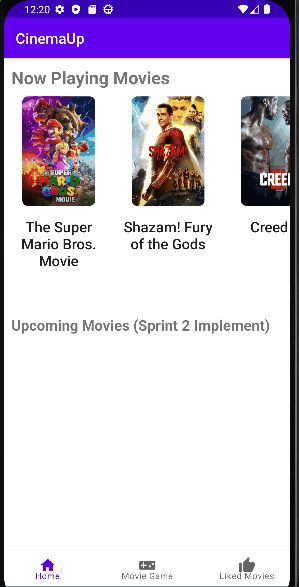 12:20
CinemaUp
Now Playing Movies
SUPER
MARIO
BROS.
MOVIE
SHAZAM!
CREED
The Super
Mario Bros.
Movie
Shazam! Fury
of the Gods
Creed
Upcoming Movies (Sprint 2 Implement)
Home
Movie Game
Liked Movies